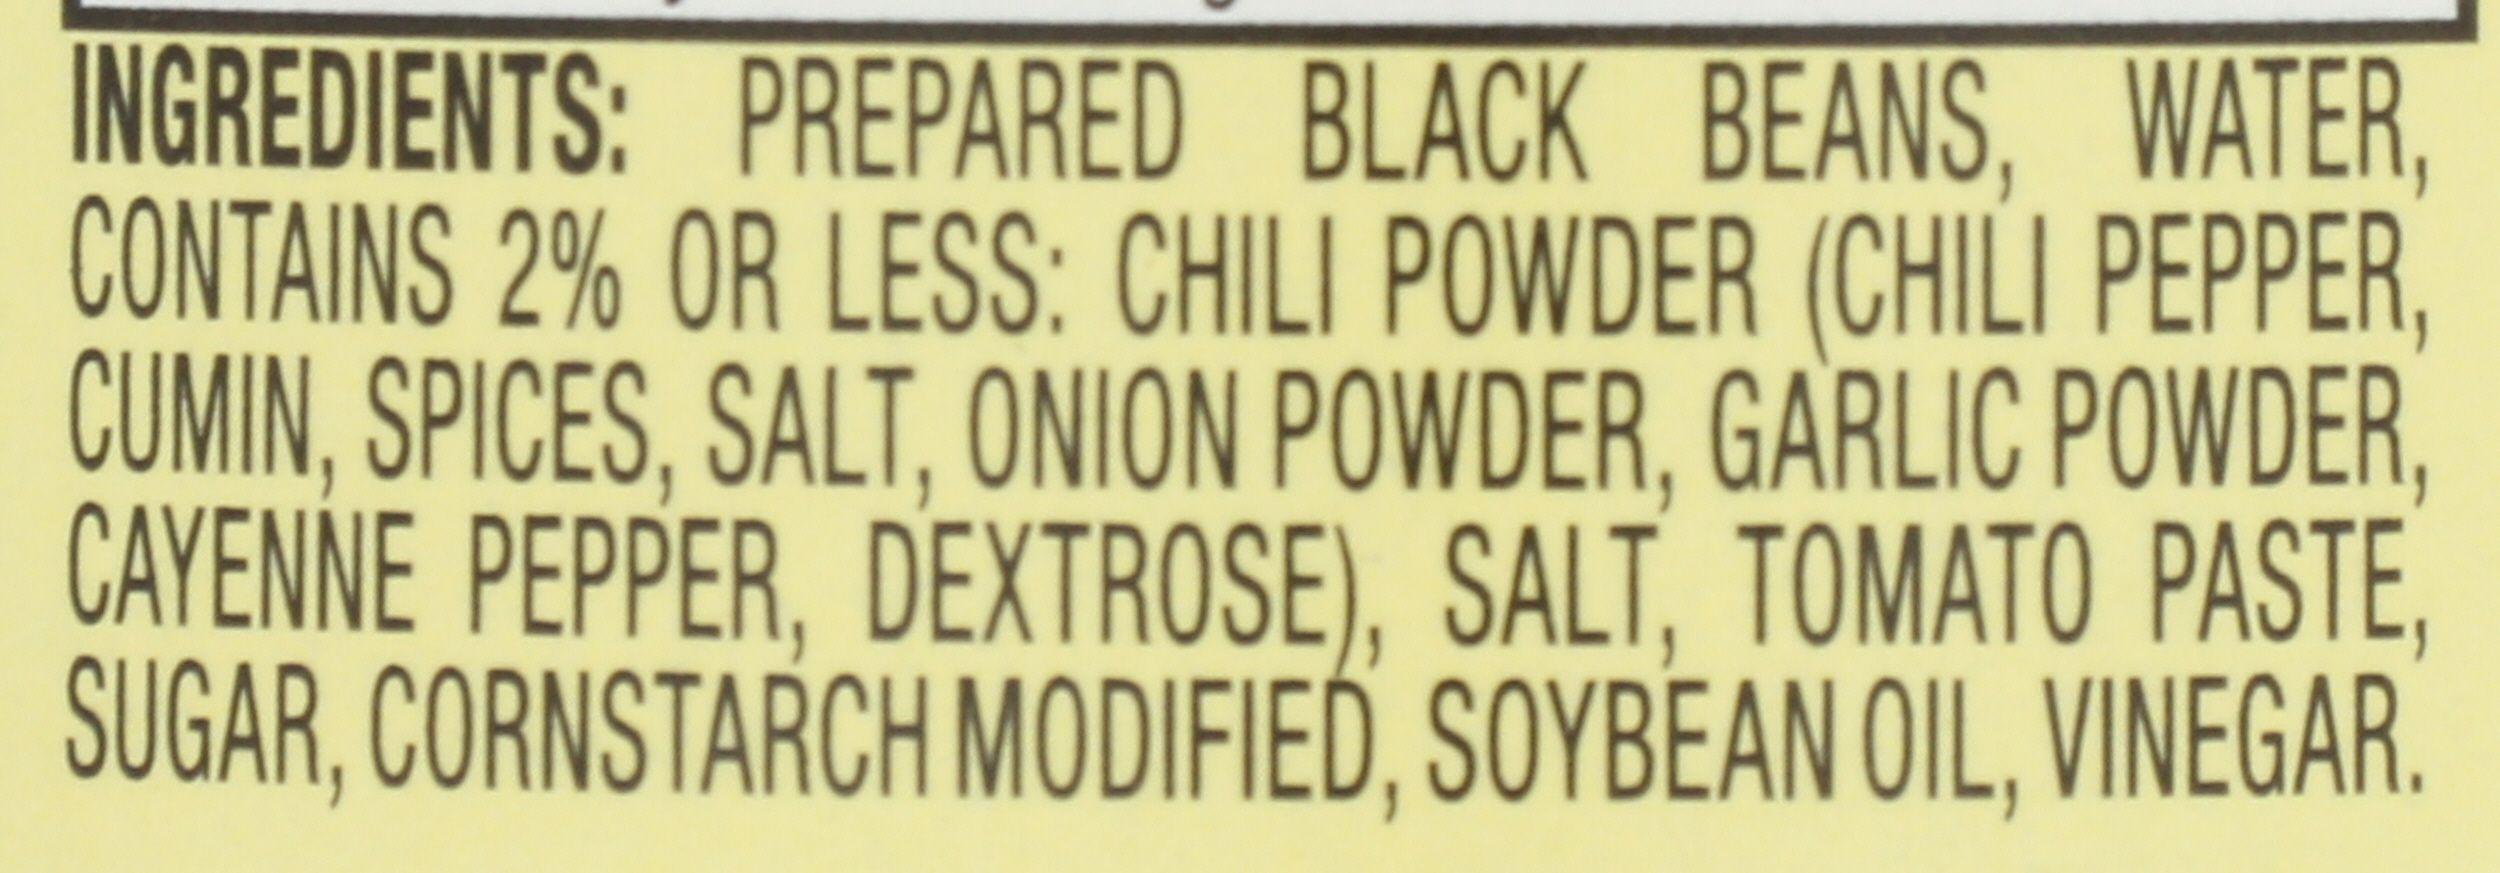 INGREDIENTS: PREPARED BLACK BEANS, WATER,
CONTAINS 2% OR LESS: CHILI POWDER (CHILI PEPPER,
CUMIN, SPICES, SALT, ONION POWDER, GARLIC POWDER,
CAYENNE PEPPER, DEXTROSE), SALT, TOMATO PASTE,
SUGAR, CORNSTARCH MODIFIED, SOYBEAN OIL, VINEGAR.